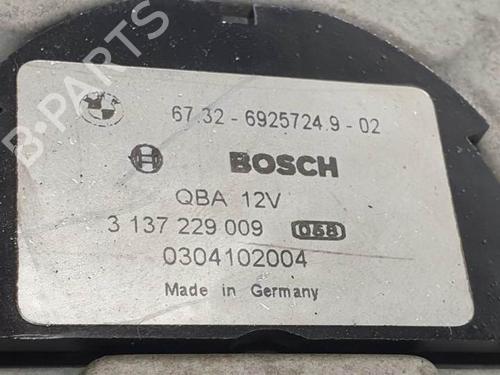 B-PARTS
67.32 - 6925724.9 - 02
BOSCH
QBA 12V
3 137 229 009 058
0304102004
Made in Germany